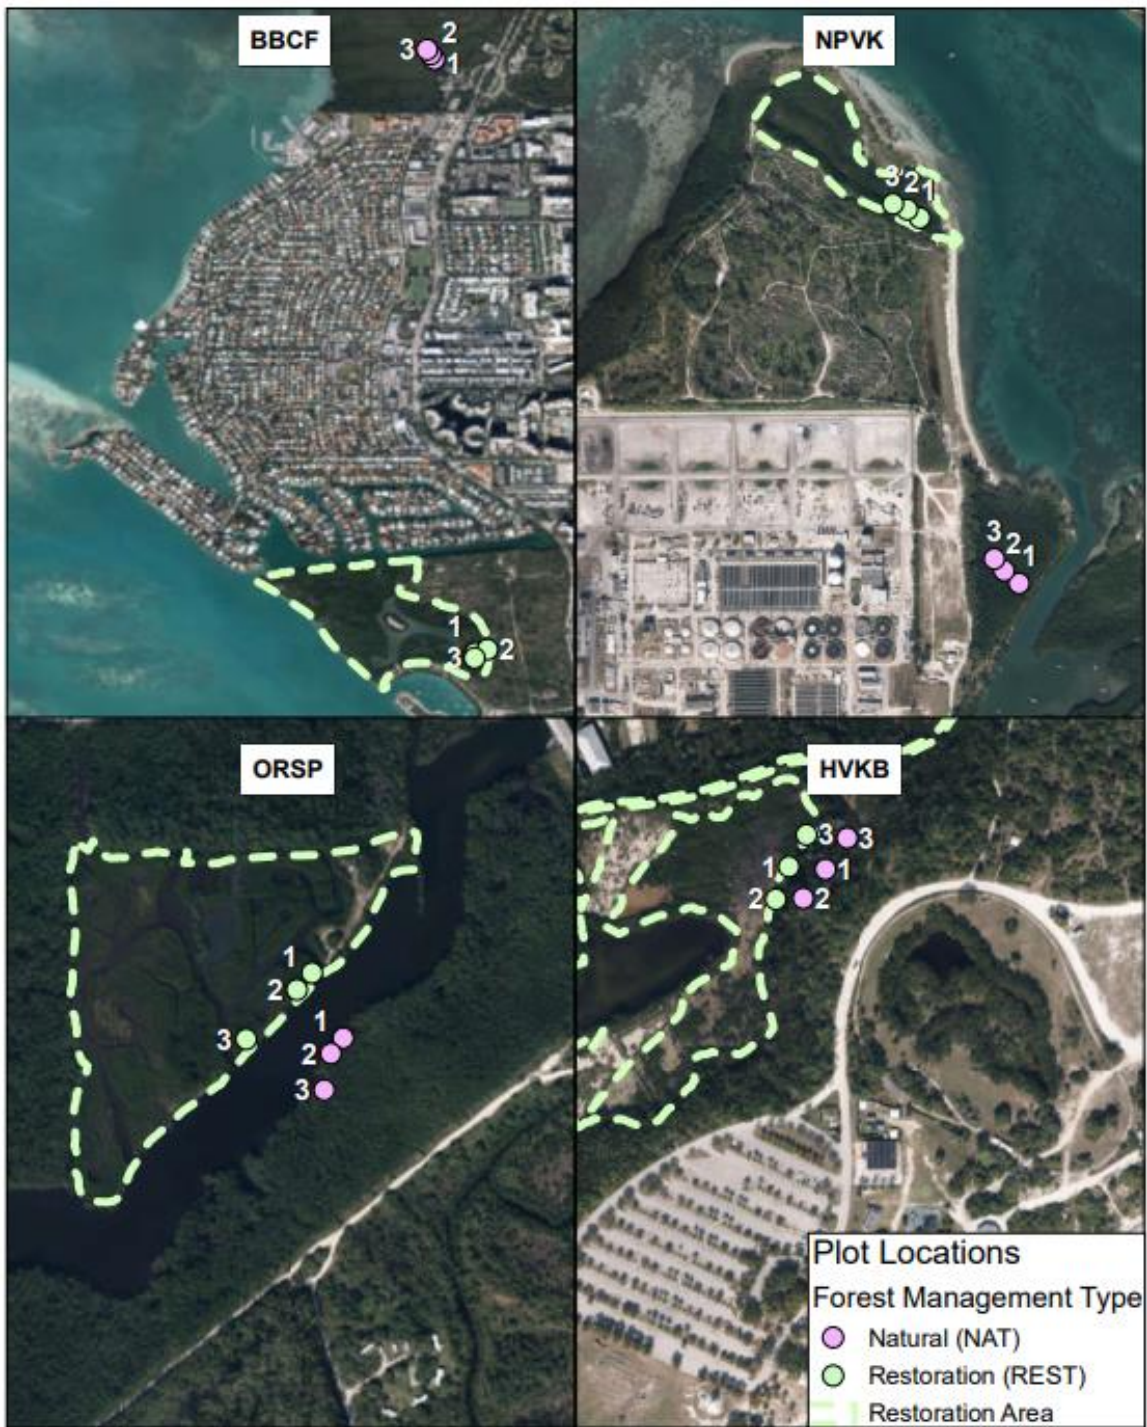 BBCF
3
2
1
1
2
3
NPVK
3
2
1
3
2
1
ORSP
1
2
3
1
2
3
HVKB
3
3
1
1
2
2
Plot Locations
Forest Management Type
Natural (NAT)
Restoration (REST)
Restoration Area